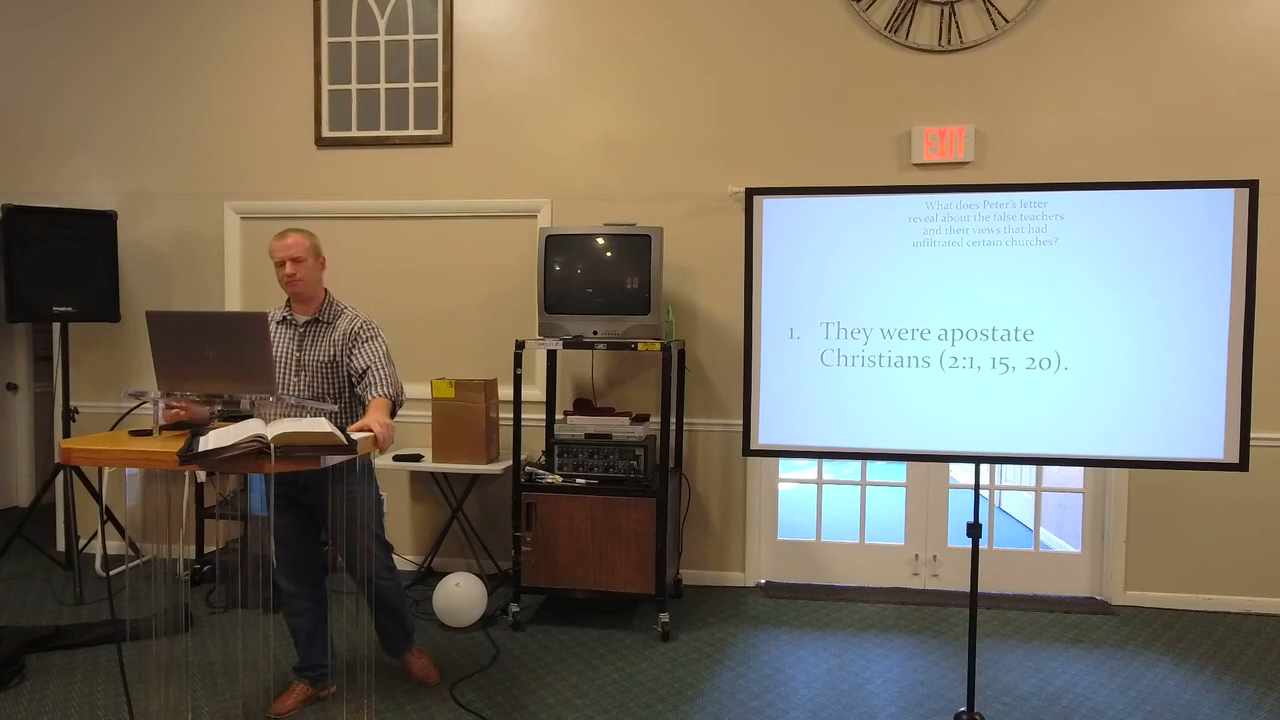 EXIT
What does Peter's letter
reveal about the false teachers
and their views that had
infiltrated certain churches?
1. They were apostate
Christians (2:1, 15, 20).